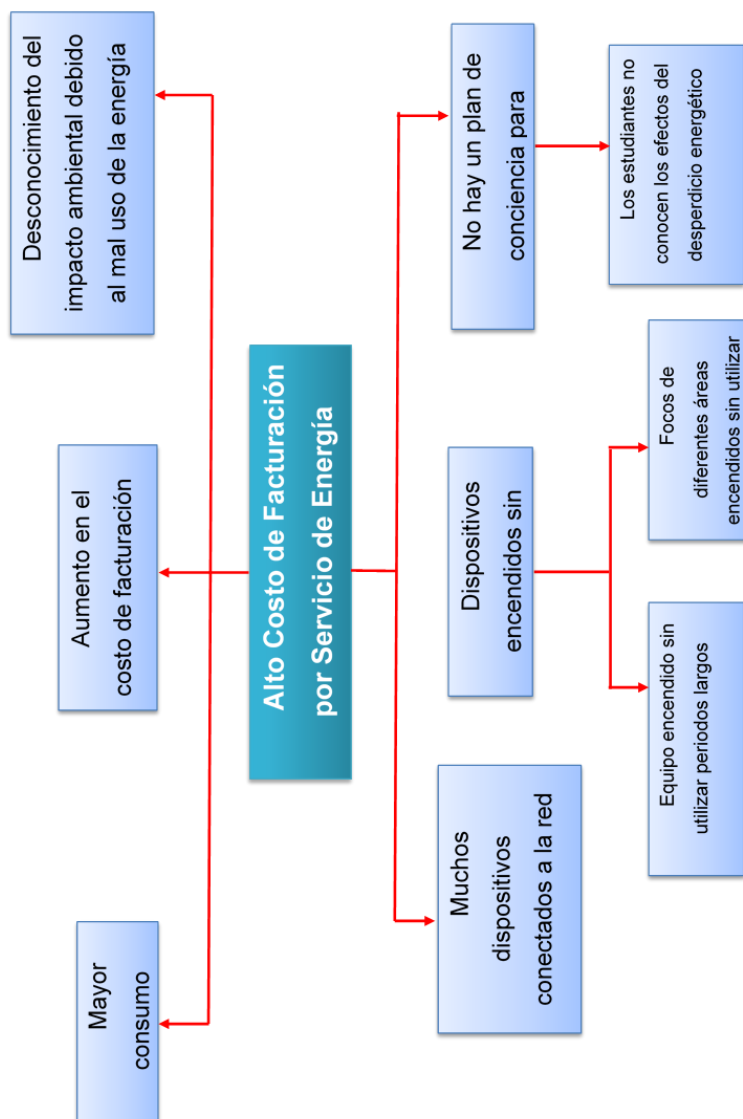 Mayor
consumo
Aumento en el
costo de facturación
Desconocimiento del
impacto ambiental debido
al mal uso de la energía
Alto Costo de Facturación
por Servicio de Energía
Muchos
dispositivos
conectados a la red
Dispositivos
encendidos sin
No hay un plan de
conciencia para
Equipo encendido sin
utilizar periodos largos
Focos de
diferentes áreas
encendidos sin utilizar
Los estudiantes no
conocen los efectos del
desperdicio energético